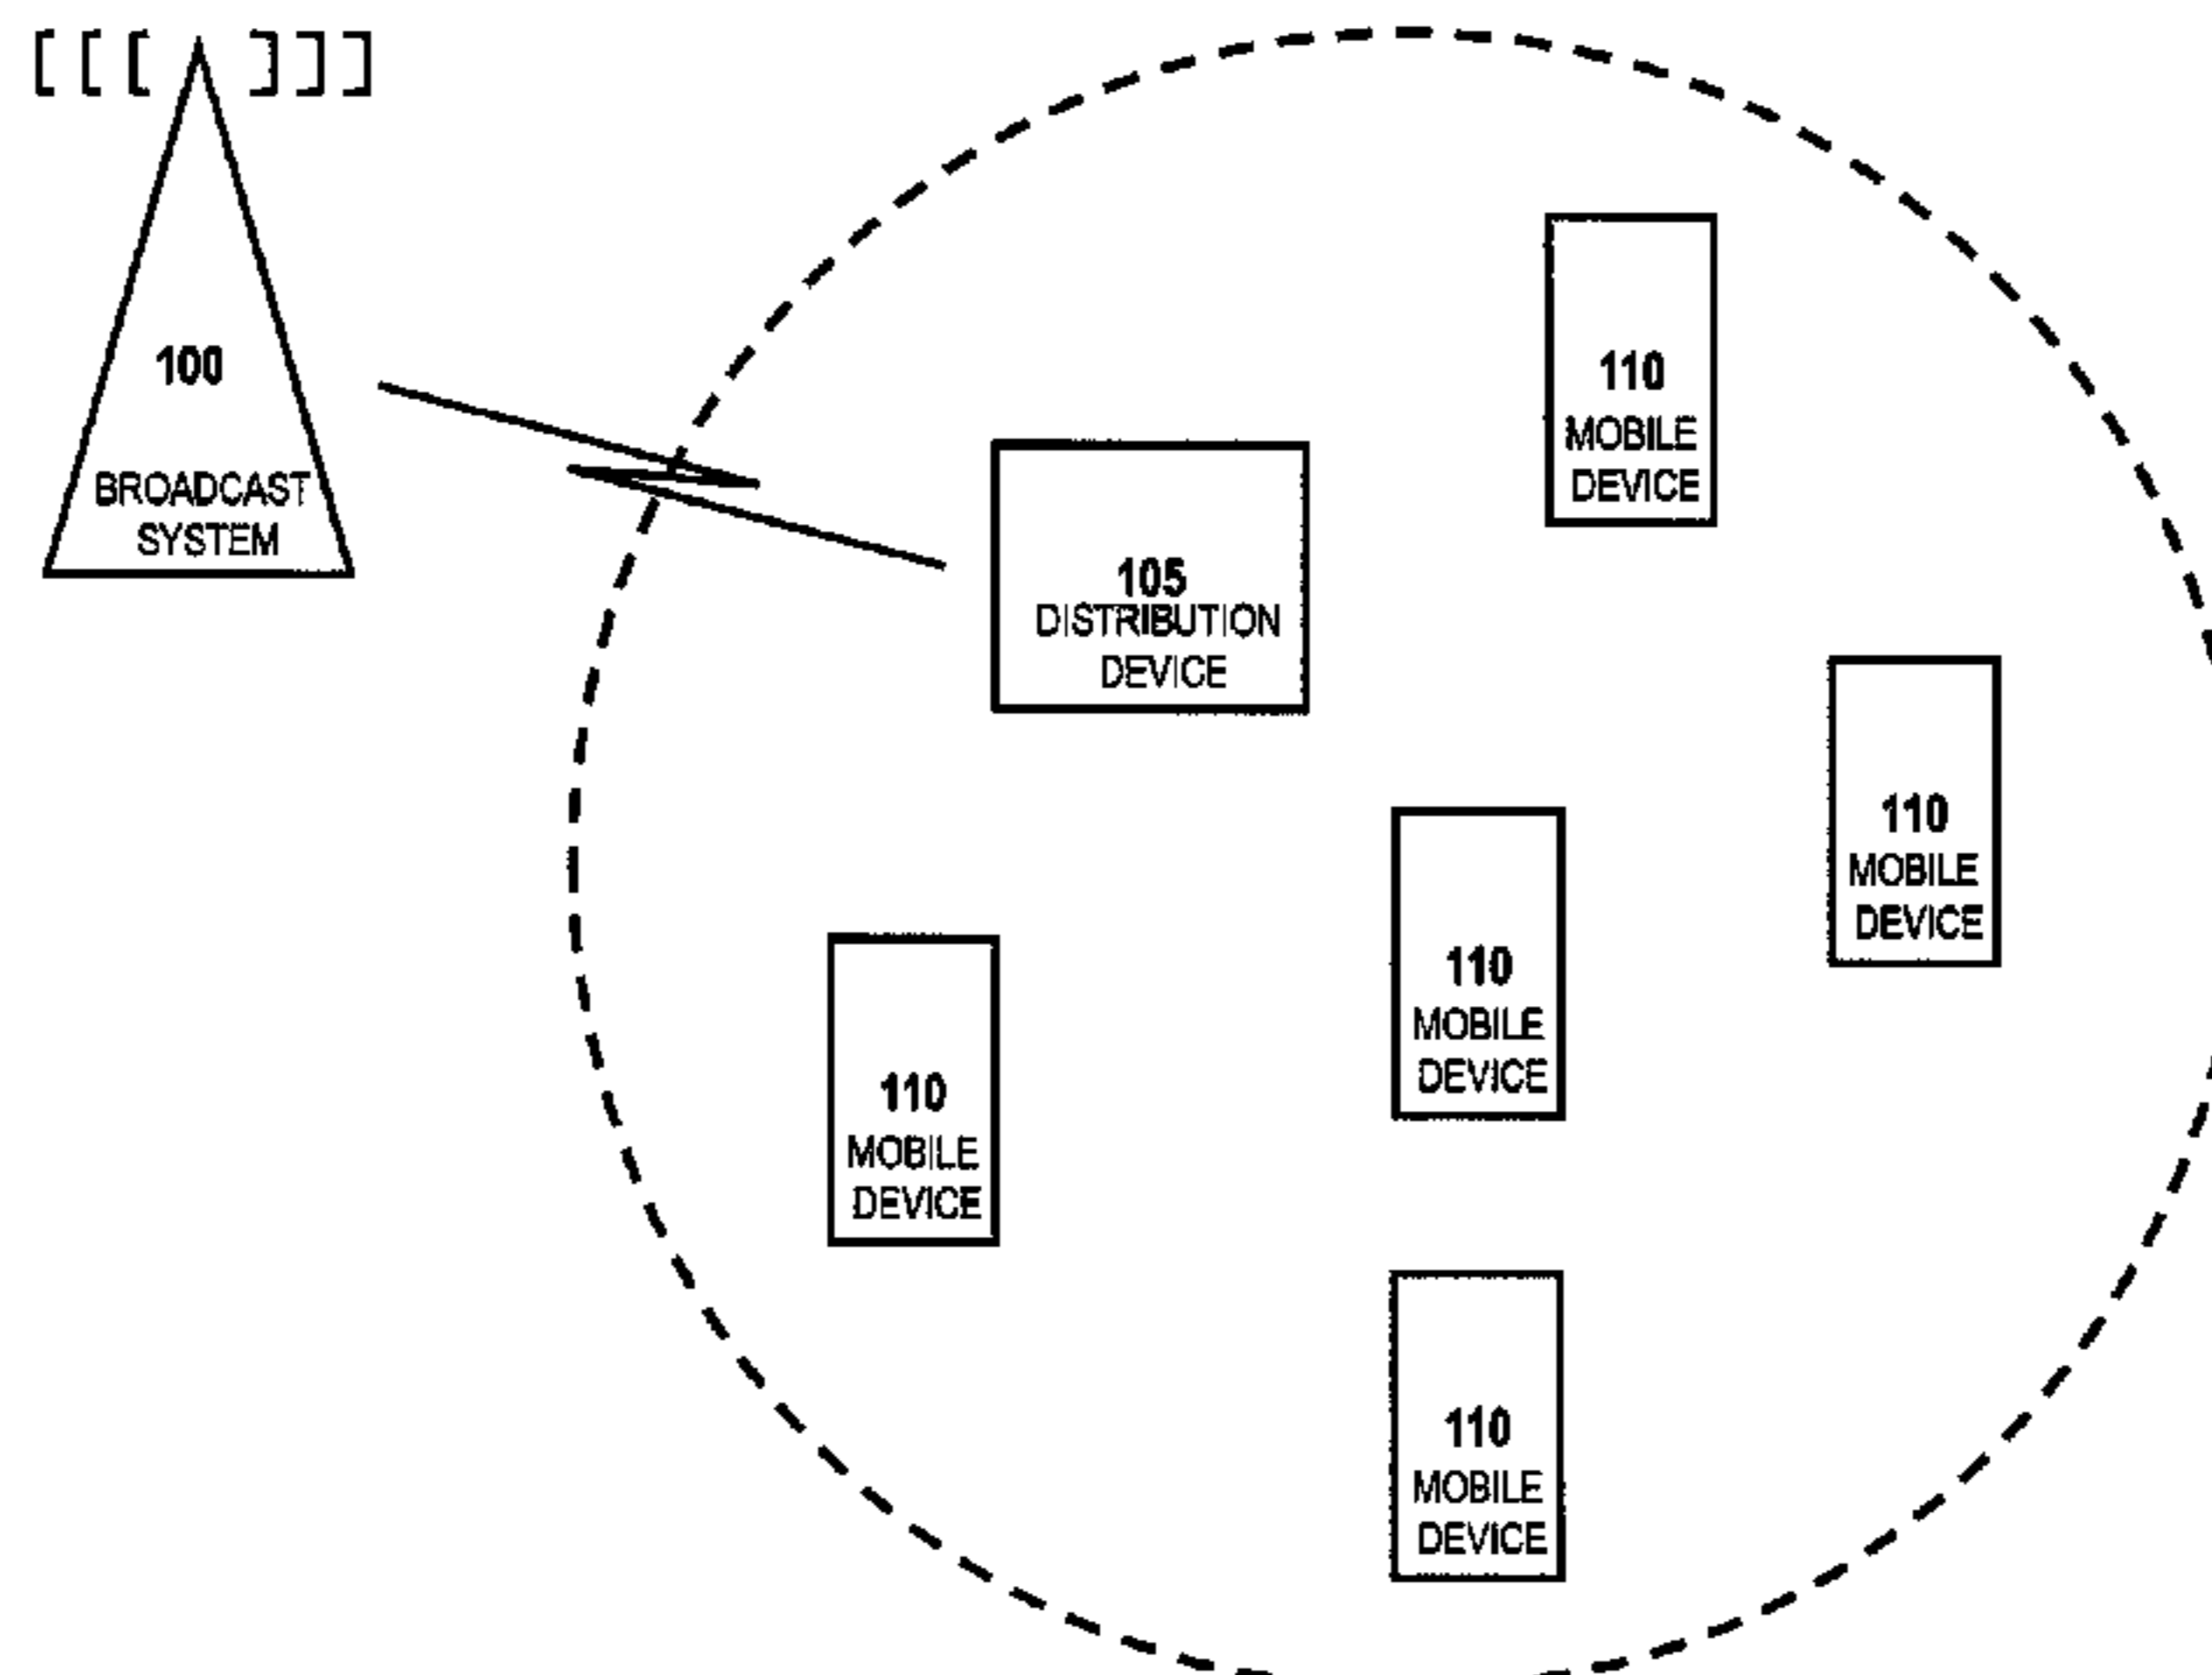 [ [ [ ] ] ]
100
BROADCAST
SYSTEM
105
DISTRIBUTION
DEVICE
110
MOBILE
DEVICE
110
MOBILE
DEVICE
110
MOBILE
DEVICE
110
MOBILE
DEVICE
110
MOBILE
DEVICE